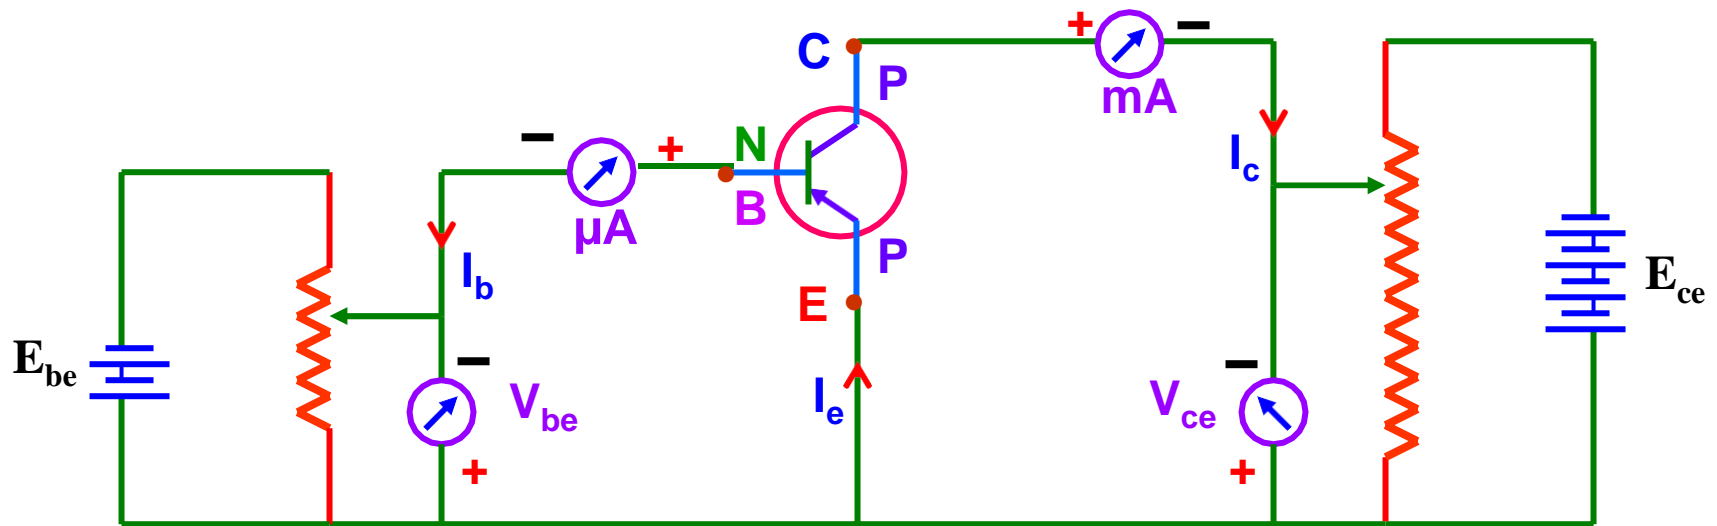 + −
C
P
mA
− + N
I_c
B
µA
P
I_b
E
E_ce
E_be
− −
I_e V_ce
V_be
+ +